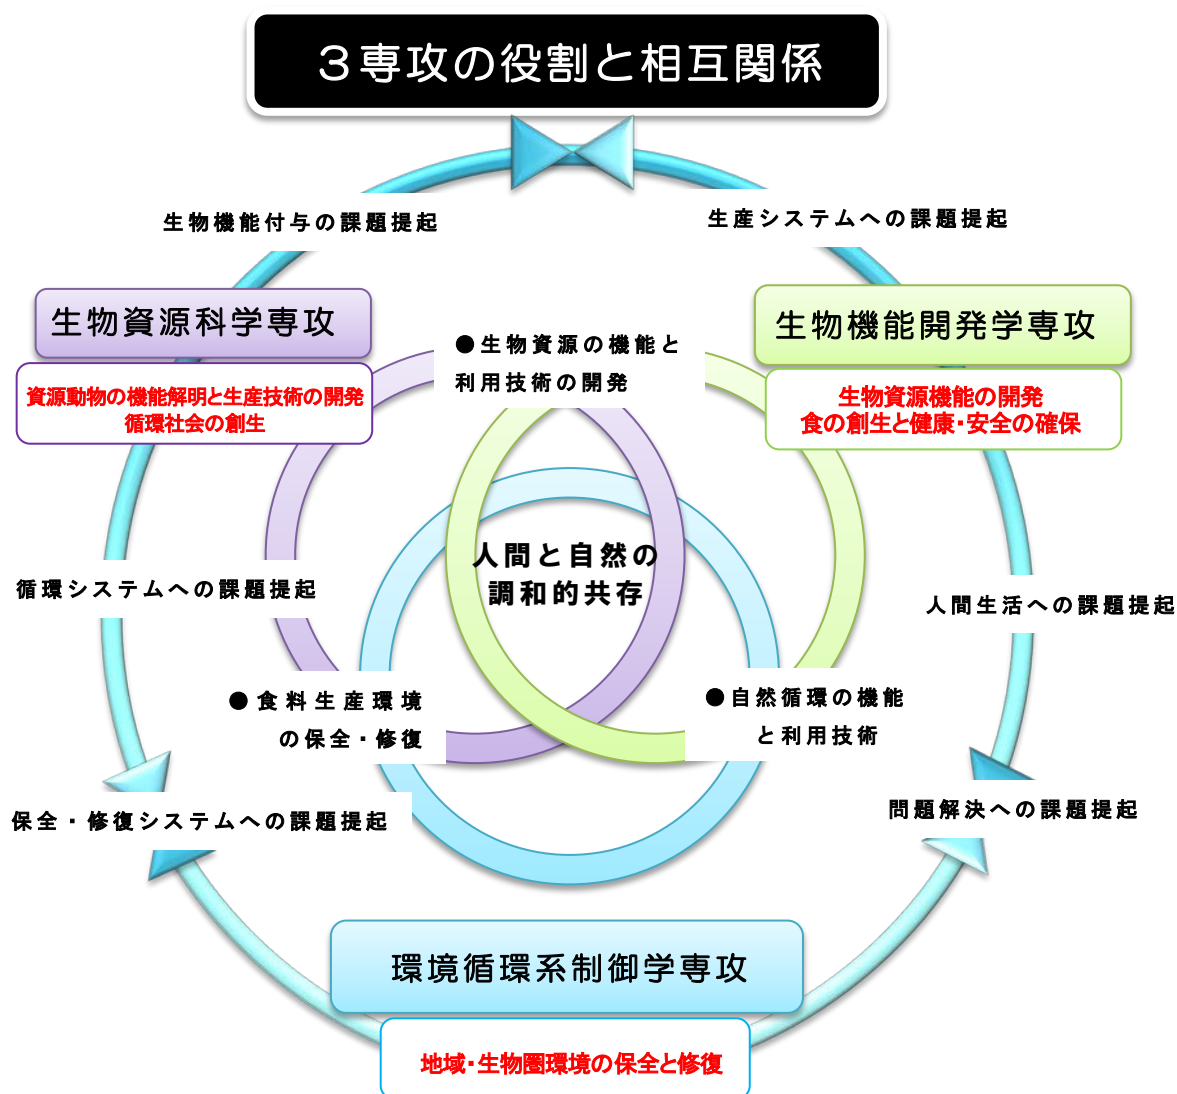 ３専攻の役割と相互関係
生物機能付与の課題提起
生産システムへの課題提起
生物資源科学専攻
資源動物の機能解明と生産技術の開発
循環社会の創生
生物機能開発学専攻
生物資源機能の開発
食の創生と健康・安全の確保
●生物資源の機能と
利用技術の開発
人間と自然の
調和的共存
循環システムへの課題提起
人間生活への課題提起
●食料生産環境
の保全・修復
●自然循環の機能
と利用技術
保全・修復システムへの課題提起
問題解決への課題提起
環境循環系制御学専攻
地域・生物圏環境の保全と修復